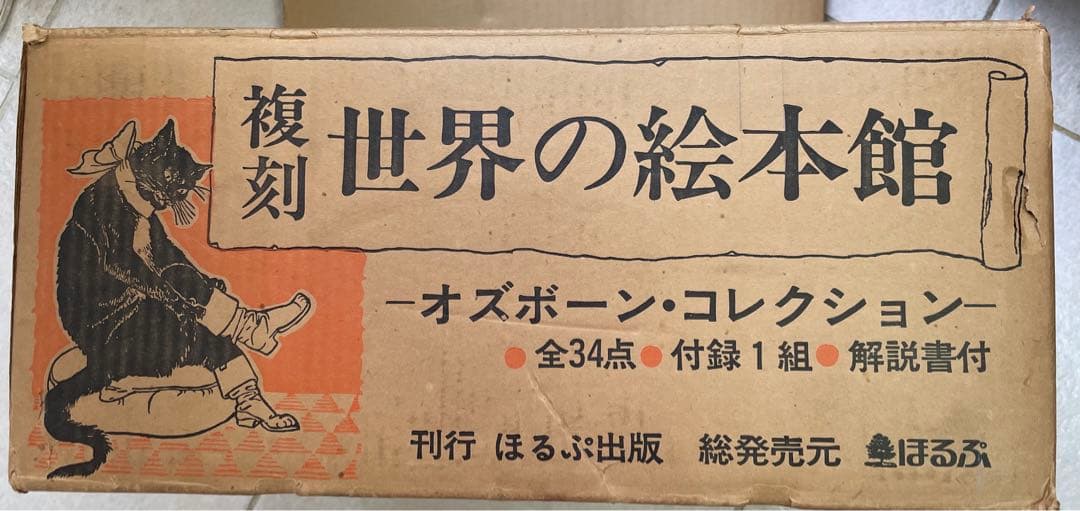 複刻 世界の絵本館
−オズボーン・コレクション−
●全34点●付録1組●解説書付
刊行 ほるぷ出版 総発売元 ほるぷ